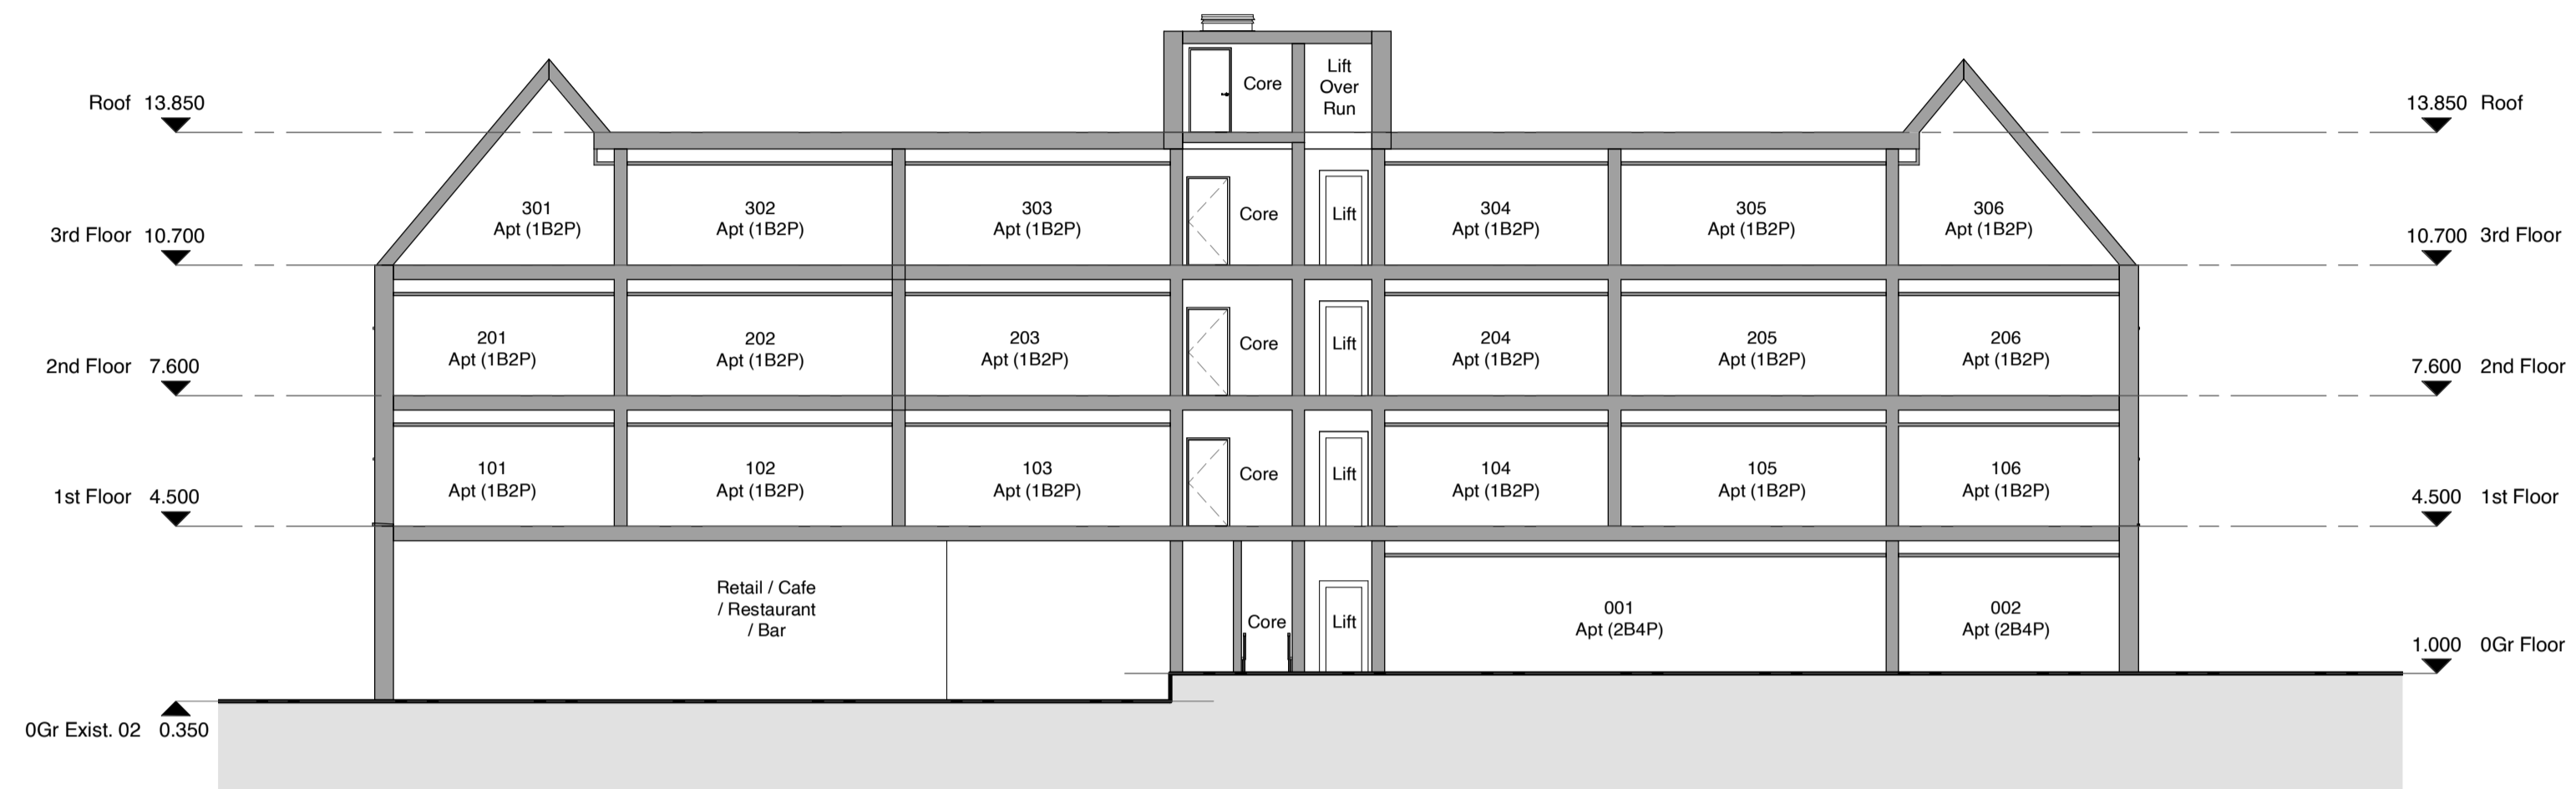 Lift
Over
Run
Core
Roof 13.850
13.850 Roof
301
Apt (1B2P)
302
Apt (1B2P)
303
Apt (1B2P)
Core
Lift
304
Apt (1B2P)
305
Apt (1B2P)
306
Apt (1B2P)
3rd Floor 10.700
10.700 3rd Floor
201
Apt (1B2P)
202
Apt (1B2P)
203
Apt (1B2P)
Core
Lift
204
Apt (1B2P)
205
Apt (1B2P)
206
Apt (1B2P)
2nd Floor 7.600
7.600 2nd Floor
101
Apt (1B2P)
102
Apt (1B2P)
103
Apt (1B2P)
Core
Lift
104
Apt (1B2P)
105
Apt (1B2P)
106
Apt (1B2P)
1st Floor 4.500
4.500 1st Floor
Retail / Cafe
/ Restaurant
/ Bar
Core
Lift
001
Apt (2B4P)
002
Apt (2B4P)
1.000 0Gr Floor
0Gr Exist. 02 0.350